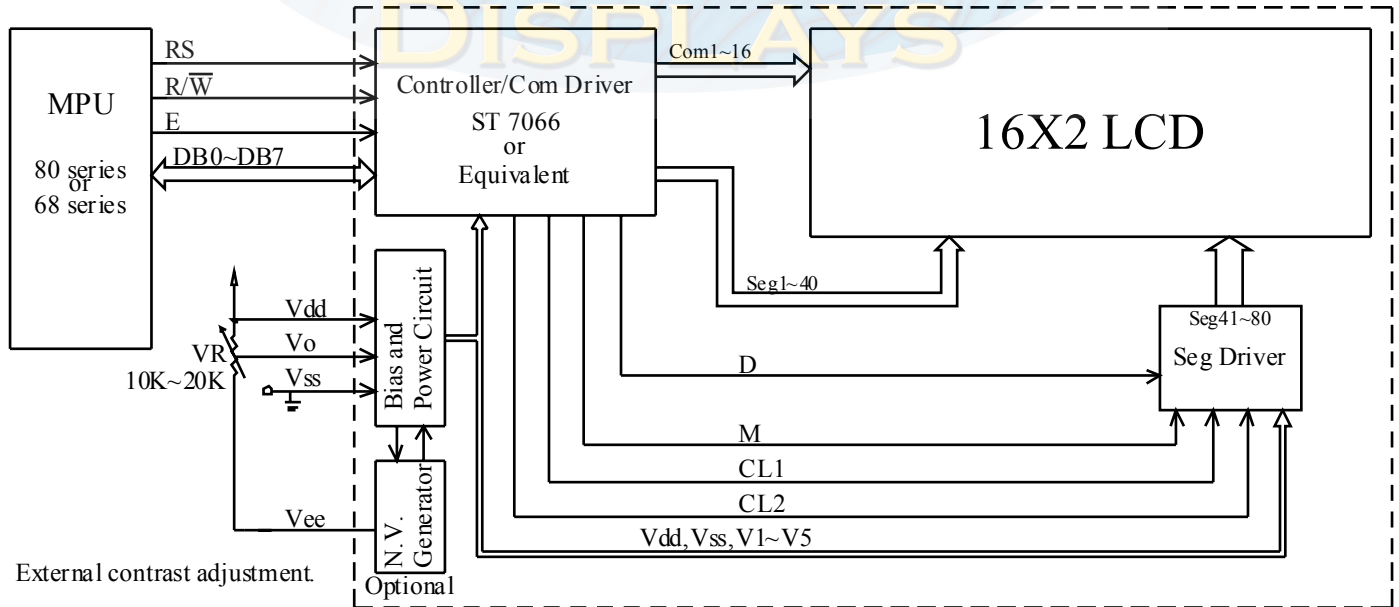 DISPLAYS
MPU
80 series
or
68 series
RS
R/W̅
E
DB0~DB7
Controller/Com Driver
ST 7066
or
Equivalent
Com1~16
16X2 LCD
Seg1~40
Seg41~80
Seg Driver
Vdd
Vo
Vss
VR
10K~20K
Bias and
Power Circuit
D
M
CL1
CL2
Vdd,Vss,V1~V5
N.V.
Generator
Vee
Optional
External contrast adjustment.